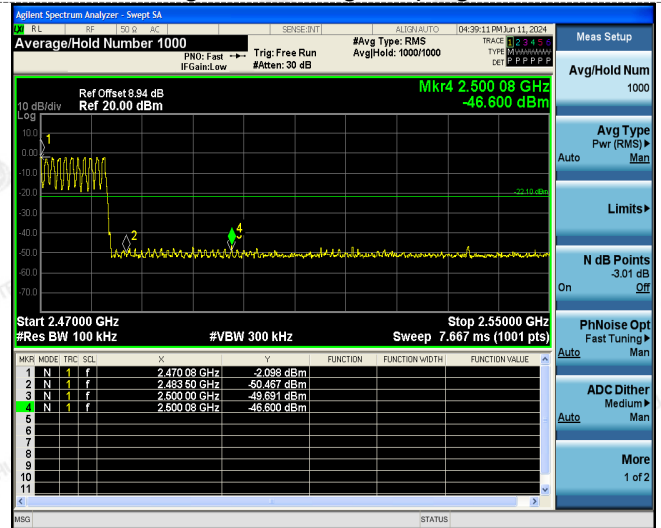 Agilent Spectrum Analyzer - Swept SA
LXI RL RF 50 Ω AC SENSE:INT ALIGN AUTO 04:39:11 PM Jun 11, 2024
Average/Hold Number 1000
#Avg Type: RMS
TRACE 1 2 3 4 5 6
PNO: Fast
Trig: Free Run
Avg|Hold: 1000/1000
TYPE M
IFGain:Low
#Atten: 30 dB
DET P P P P P P
Mkr4 2.500 08 GHz
-46.600 dBm
Ref Offset 8.94 dB
10 dB/div Ref 20.00 dBm
Log
10.0
0.00
-10.0
-20.0
-30.0
-40.0
-50.0
-60.0
-70.0
1
2
4
-22.10 dBm
Start 2.47000 GHz Stop 2.55000 GHz
#Res BW 100 kHz #VBW 300 kHz Sweep 7.667 ms (1001 pts)
MKR MODE TRC SCL X Y FUNCTION FUNCTION WIDTH FUNCTION VALUE
1 N 1 f 2.470 08 GHz -2.098 dBm
2 N 1 f 2.483 50 GHz -50.467 dBm
3 N 1 f 2.500 00 GHz -49.691 dBm
4 N 1 f 2.500 08 GHz -46.600 dBm
5
6
7
8
9
10
11
MSG STATUS
Meas Setup
Avg/Hold Num
1000
Avg Type
Pwr (RMS)
Auto Man
Limits
N dB Points
-3.01 dB
On Off
PhNoise Opt
Fast Tuning
Auto Man
ADC Dither
Medium
Auto Man
More
1 of 2